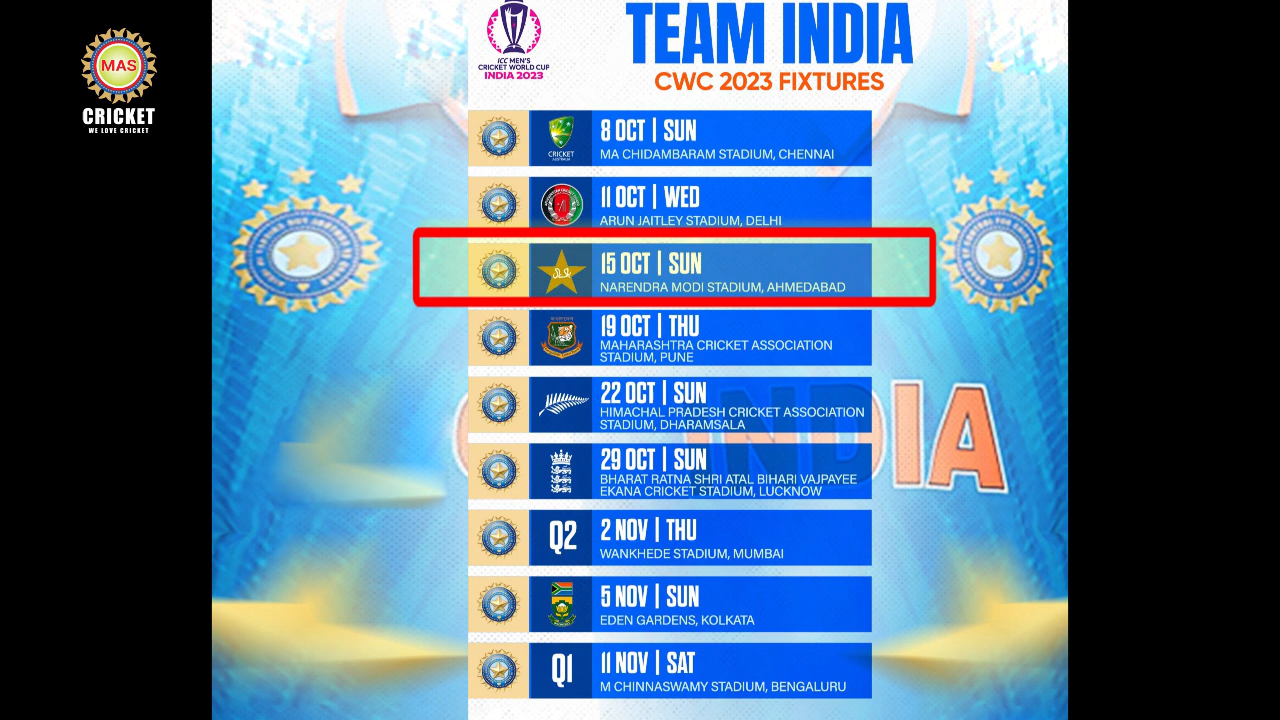 MAS
CRICKET
WE LOVE CRICKET
ICC MEN'S
CRICKET WORLD CUP
INDIA 2023
TEAM INDIA
CWC 2023 FIXTURES
CRICKET
AUSTRALIA
8 OCT | SUN
MA CHIDAMBARAM STADIUM, CHENNAI
11 OCT | WED
ARUN JAITLEY STADIUM, DELHI
15 OCT | SUN
NARENDRA MODI STADIUM, AHMEDABAD
19 OCT | THU
MAHARASHTRA CRICKET ASSOCIATION
STADIUM, PUNE
22 OCT | SUN
HIMACHAL PRADESH CRICKET ASSOCIATION
STADIUM, DHARAMSALA
29 OCT | SUN
BHARAT RATNA SHRI ATAL BIHARI VAJPAYEE
EKANA CRICKET STADIUM, LUCKNOW
Q2
2 NOV | THU
WANKHEDE STADIUM, MUMBAI
5 NOV | SUN
EDEN GARDENS, KOLKATA
Q1
11 NOV | SAT
M CHINNASWAMY STADIUM, BENGALURU
INDIA